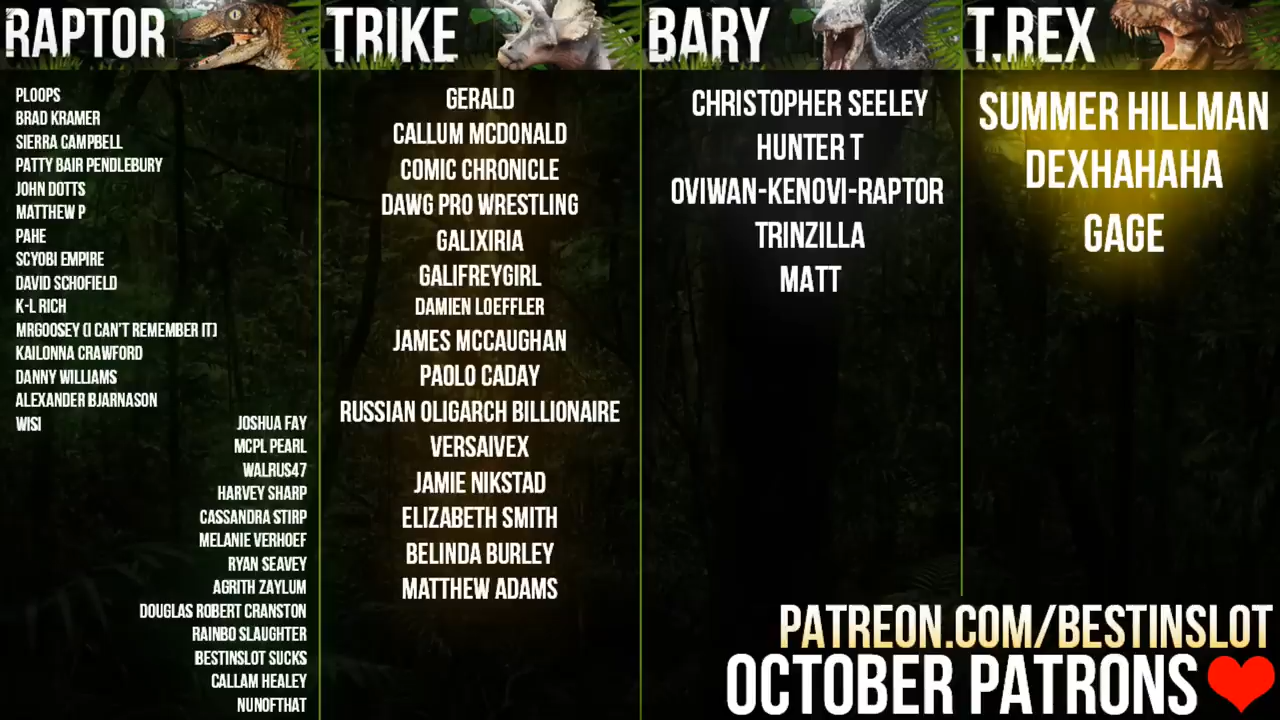 RAPTOR
PLOOPS
BRAD KRAMER
SIERRA CAMPBELL
PATTY BAIR PENDLEBURY
JOHN DOTTS
MATTHEW P
PAHE
SCYOBI EMPIRE
DAVID SCHOFIELD
K-L RICH
MRGOOSEY (I CAN'T REMEMBER IT)
KAILONNA CRAWFORD
DANNY WILLIAMS
ALEXANDER BJARNASON
WISI
JOSHUA FAY
MCPL PEARL
WALRUS47
HARVEY SHARP
CASSANDRA STIRP
MELANIE VERHOEF
RYAN SEAVEY
AGRITH ZAYLUM
DOUGLAS ROBERT CRANSTON
RAINBO SLAUGHTER
BESTINSLOT SUCKS
CALLAM HEALEY
NUNOFTHAT
TRIKE
GERALD
CALLUM MCDONALD
COMIC CHRONICLE
DAWG PRO WRESTLING
GALIXIRIA
GALIFREYGIRL
DAMIEN LOEFFLER
JAMES MCCAUGHAN
PAOLO CADAY
RUSSIAN OLIGARCH BILLIONAIRE
VERSAIVEX
JAMIE NIKSTAD
ELIZABETH SMITH
BELINDA BURLEY
MATTHEW ADAMS
BARY
CHRISTOPHER SEELEY
HUNTER T
OVIWAN-KENOVI-RAPTOR
TRINZILLA
MATT
T.REX
SUMMER HILLMAN
DEXHAHAHA
GAGE
PATREON.COM/BESTINSLOT
OCTOBER PATRONS